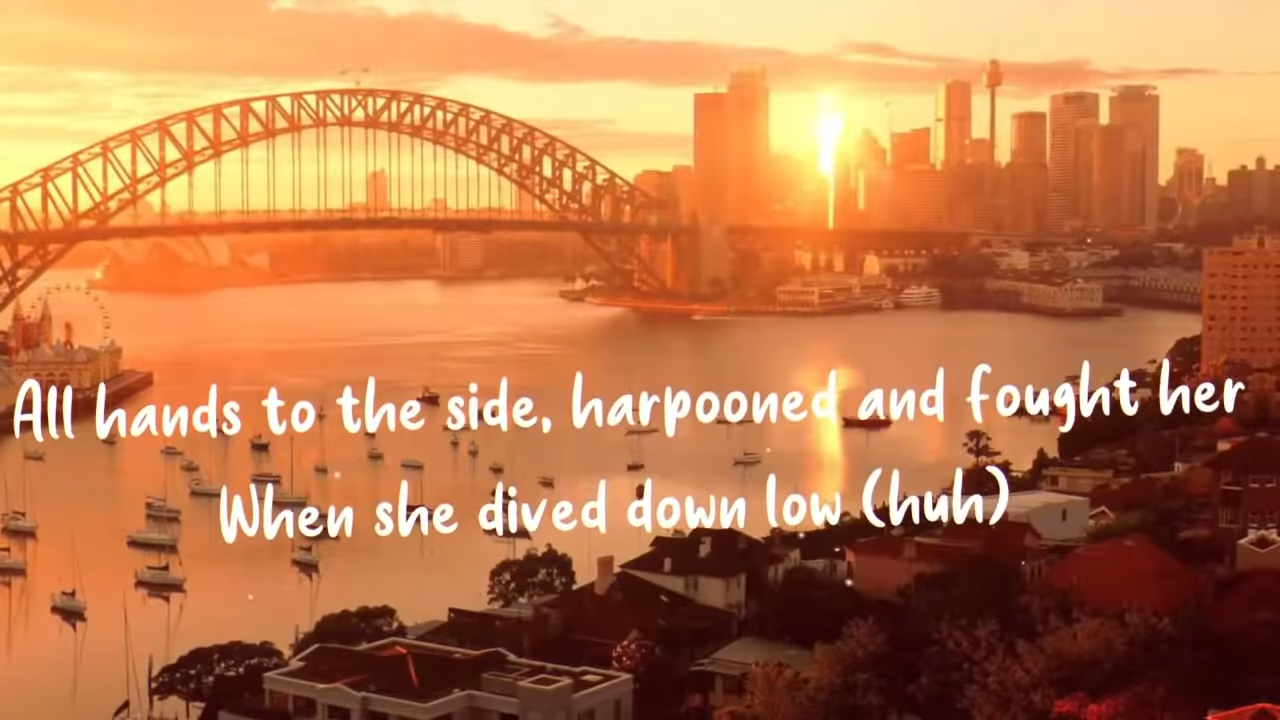 All hands to the side, harpooned and fought her
When she dived down low (huh)